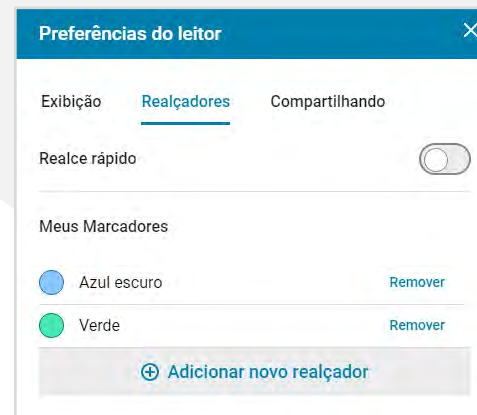 Preferências do leitor
Exibição Realçadores Compartilhando
Realce rápido
Meus Marcadores
Azul escuro Remover
Verde Remover
Adicionar novo realçador